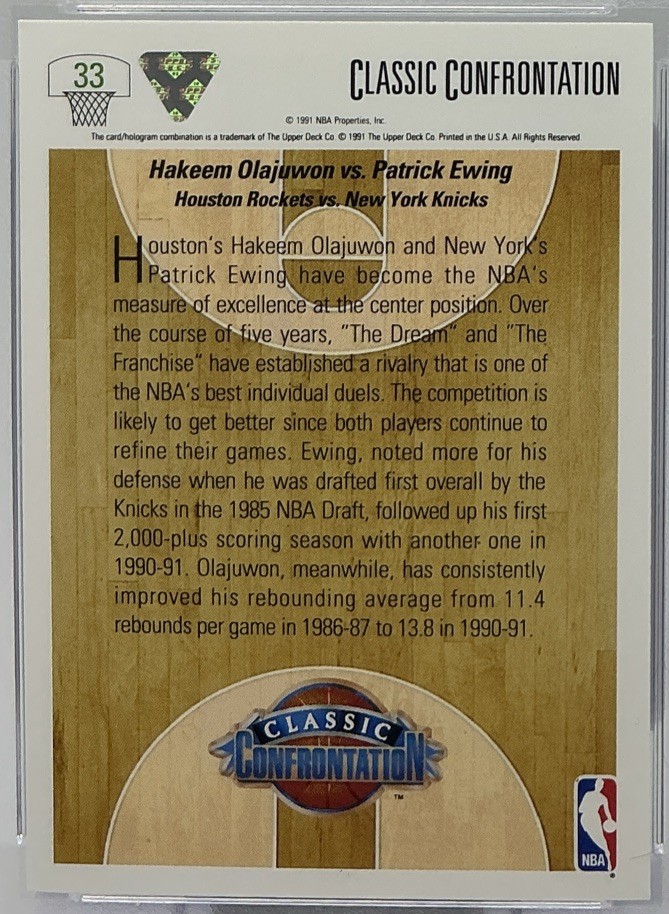 33
CLASSIC CONFRONTATION
© 1991 NBA Properties, Inc.
The card/hologram combination is a trademark of The Upper Deck Co. © 1991 The Upper Deck Co. Printed in the U.S.A. All Rights Reserved.
Hakeem Olajuwon vs. Patrick Ewing
Houston Rockets vs. New York Knicks
Houston's Hakeem Olajuwon and New York's
Patrick Ewing have become the NBA's
measure of excellence at the center position. Over
the course of five years, "The Dream" and "The
Franchise" have established a rivalry that is one of
the NBA's best individual duels. The competition is
likely to get better since both players continue to
refine their games. Ewing, noted more for his
defense when he was drafted first overall by the
Knicks in the 1985 NBA Draft, followed up his first
2,000-plus scoring season with another one in
1990-91. Olajuwon, meanwhile, has consistently
improved his rebounding average from 11.4
rebounds per game in 1986-87 to 13.8 in 1990-91.
CLASSIC
CONFRONTATION
TM
NBA
®